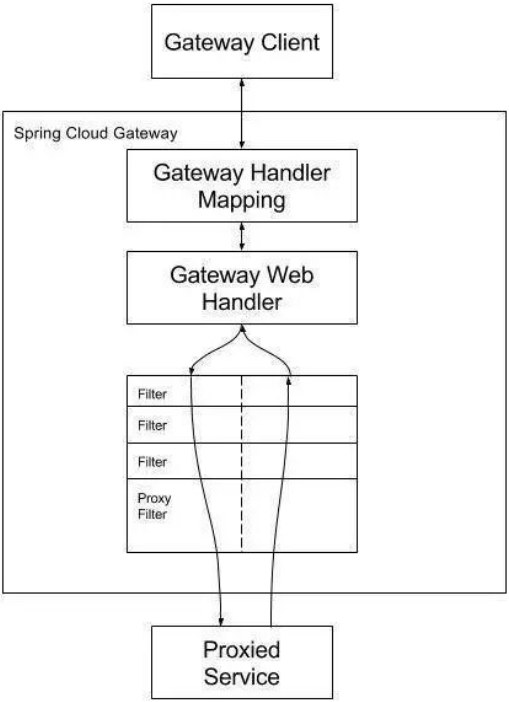 Gateway Client
Spring Cloud Gateway
Gateway Handler
Mapping
Gateway Web
Handler
Filter
Filter
Filter
Proxy
Filter
Proxied
Service